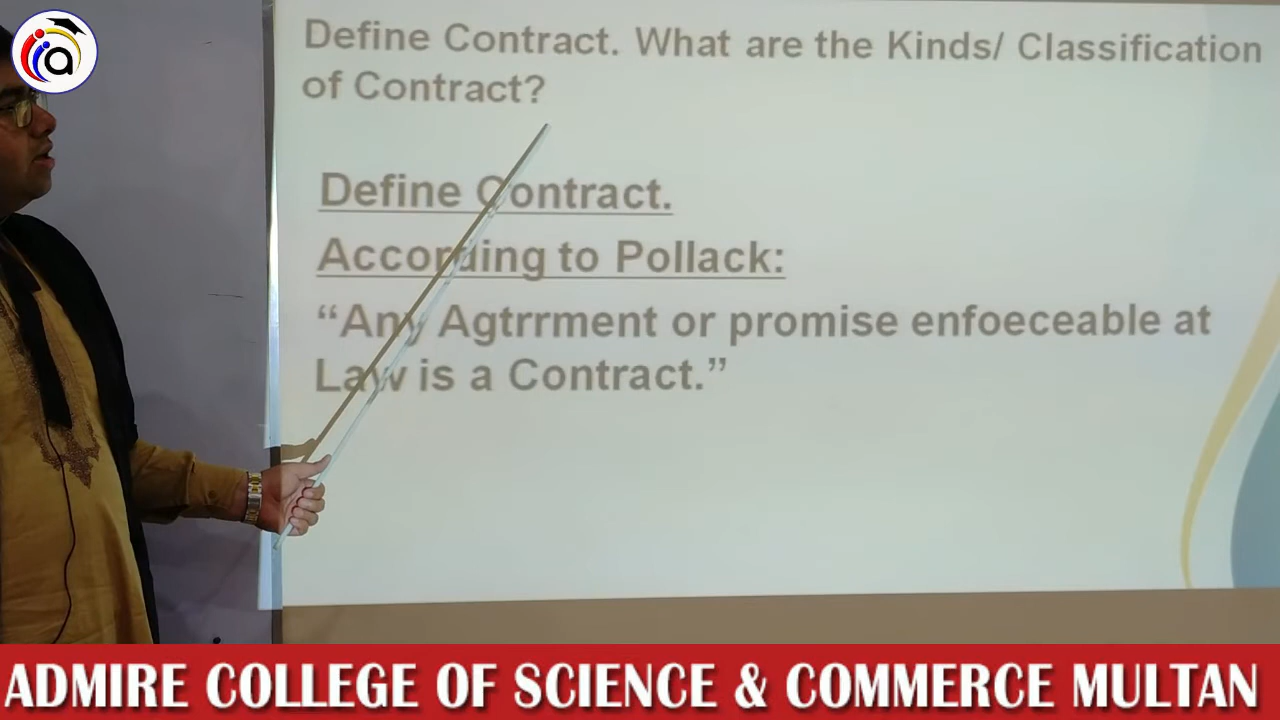 a
Define Contract. What are the Kinds/ Classification
of Contract?
Define Contract.
According to Pollack:
“Any Agtrrment or promise enfoeceable at
Law is a Contract.”
ADMIRE COLLEGE OF SCIENCE & COMMERCE MULTAN